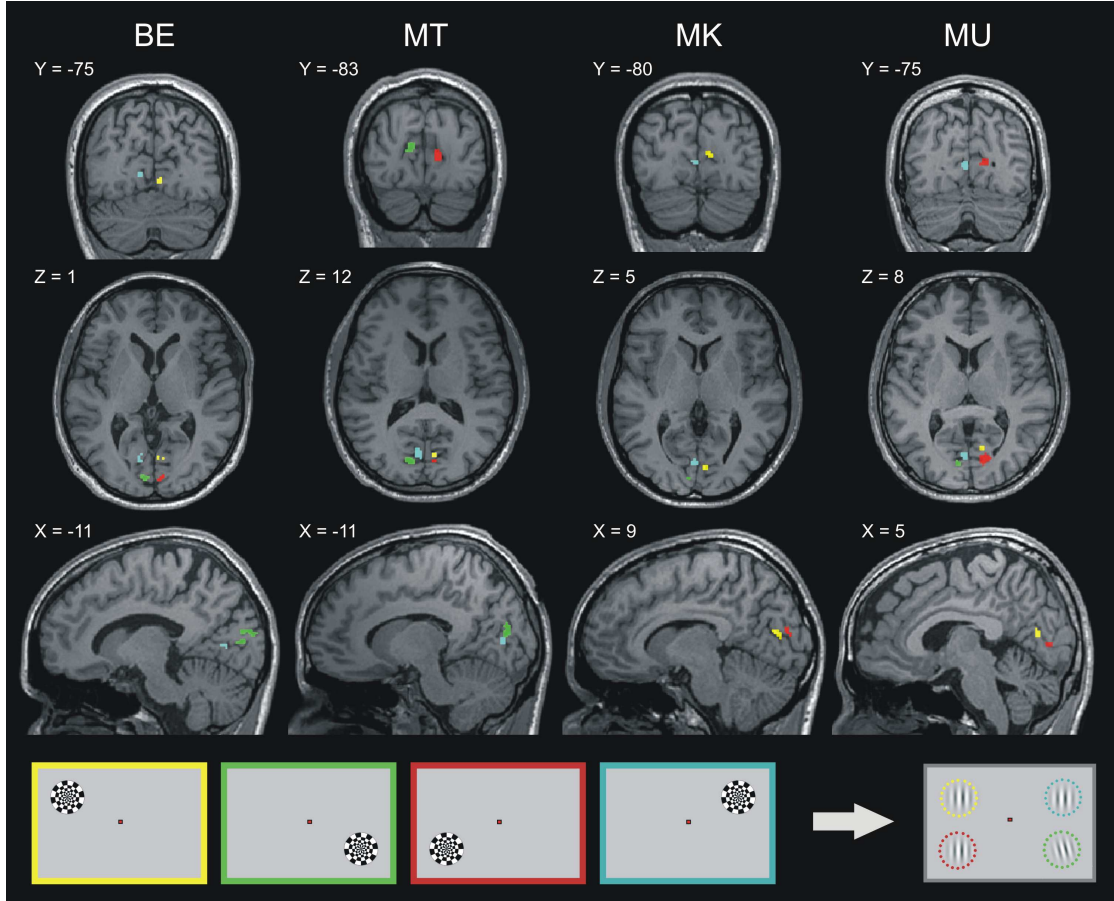 BE MT MK MU
Y = -75 Y = -83 Y = -80 Y = -75
Z = 1 Z = 12 Z = 5 Z = 8
X = -11 X = -11 X = 9 X = 5